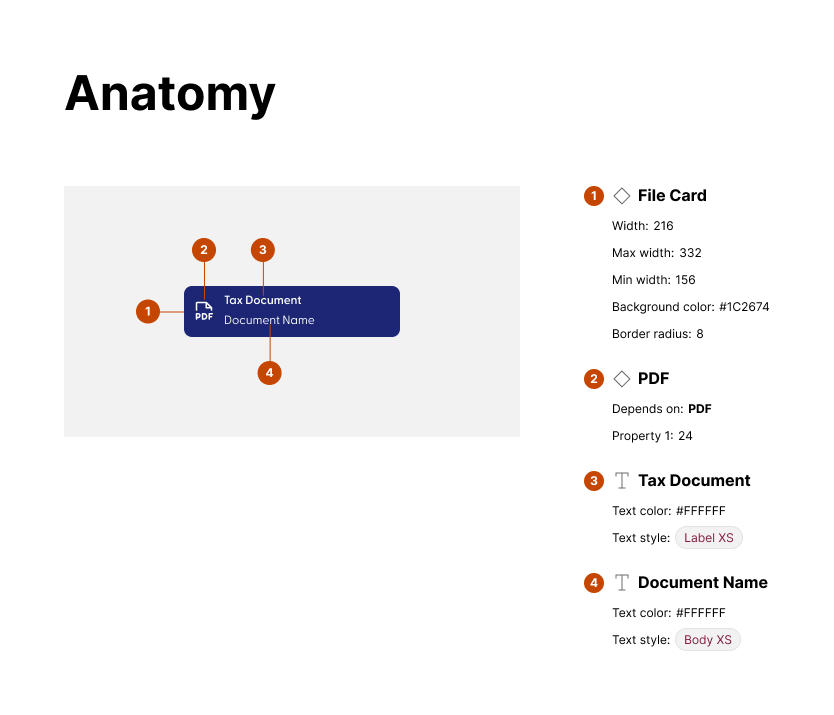 Anatomy
2
3
1
PDF
Tax Document
Document Name
4
1 File Card
Width: 216
Max width: 332
Min width: 156
Background color: #1C2674
Border radius: 8
2 PDF
Depends on: PDF
Property 1: 24
3 Tax Document
Text color: #FFFFFF
Text style: Label XS
4 Document Name
Text color: #FFFFFF
Text style: Body XS